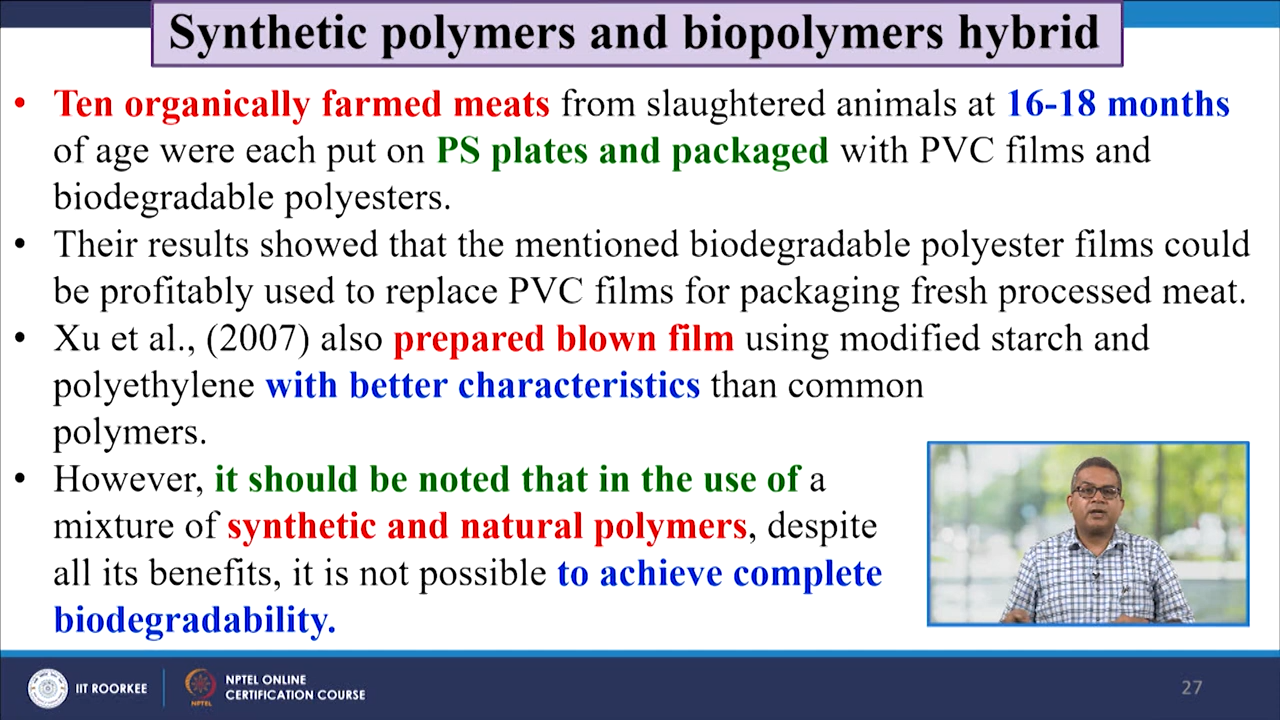 Synthetic polymers and biopolymers hybrid
• Ten organically farmed meats from slaughtered animals at 16-18 months
of age were each put on PS plates and packaged with PVC films and
biodegradable polyesters.
• Their results showed that the mentioned biodegradable polyester films could
be profitably used to replace PVC films for packaging fresh processed meat.
• Xu et al., (2007) also prepared blown film using modified starch and
polyethylene with better characteristics than common
polymers.
• However, it should be noted that in the use of a
mixture of synthetic and natural polymers, despite
all its benefits, it is not possible to achieve complete
biodegradability.
IIT ROORKEE
NPTEL ONLINE
CERTIFICATION COURSE
NPTEL
27